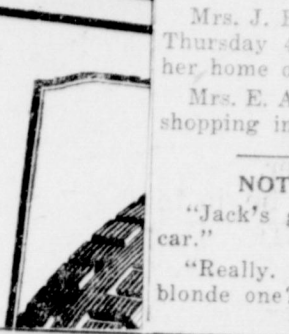 Mrs. J.
Thursday
her home
Mrs. E. A
shopping in
NOT
"Jack's
car."
"Really.
blonde one?